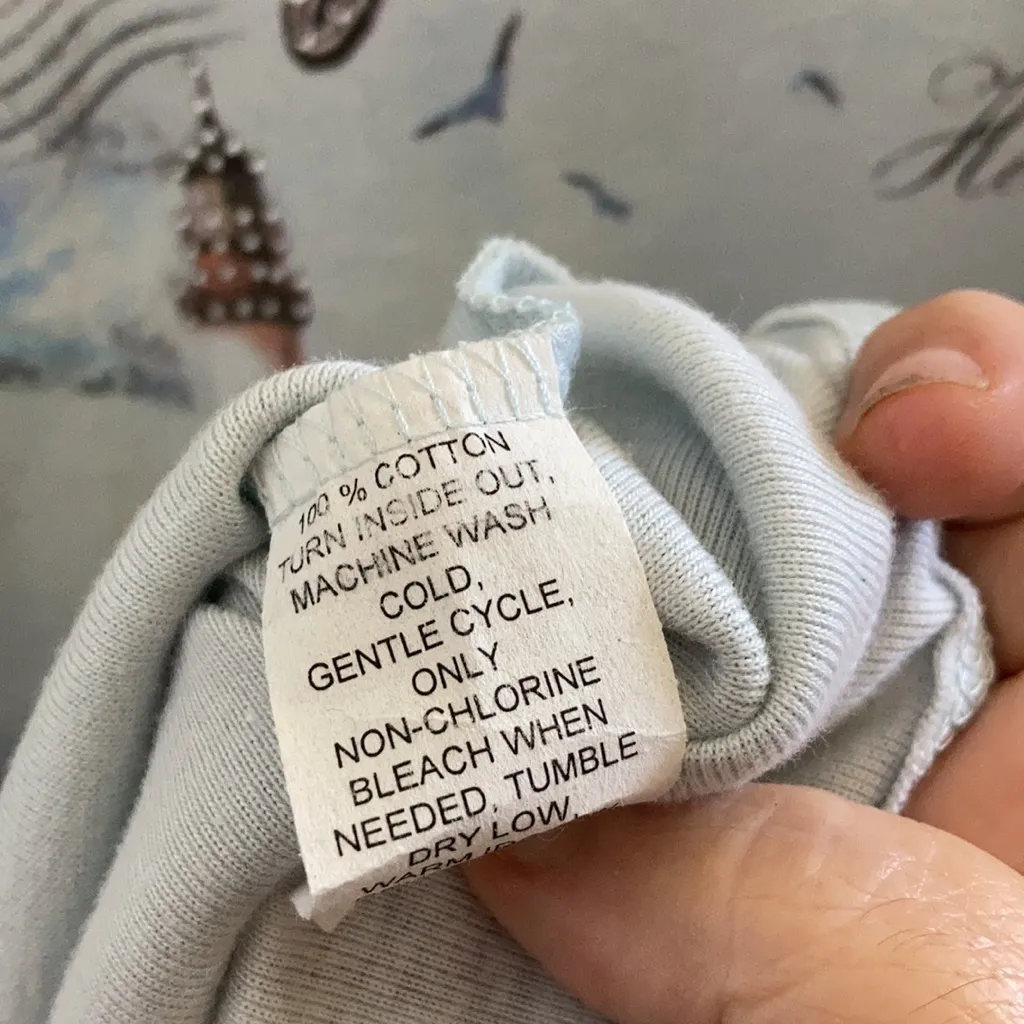 100 % COTTON
TURN INSIDE OUT,
MACHINE WASH
COLD,
GENTLE CYCLE,
ONLY
NON-CHLORINE
BLEACH WHEN
NEEDED, TUMBLE
DRY LOW,
WARM